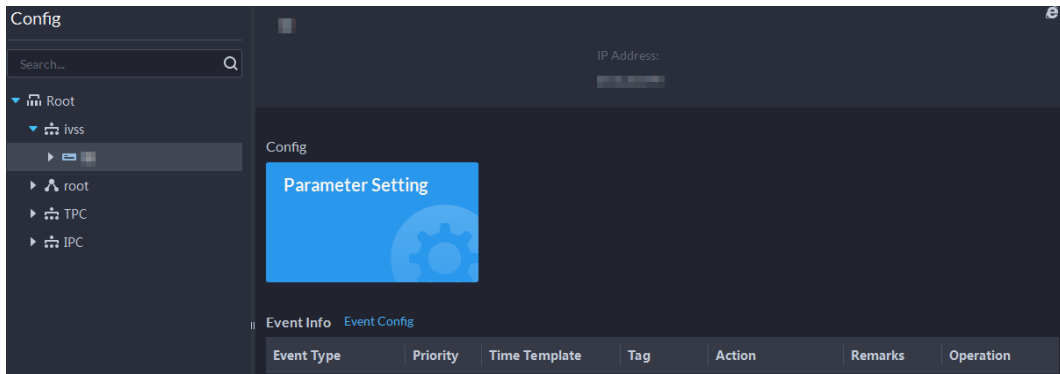 Config
Search...
Root
ivss
root
TPC
IPC
IP Address:
Config
Parameter Setting
Event Info Event Config
Event Type Priority Time Template Tag Action Remarks Operation